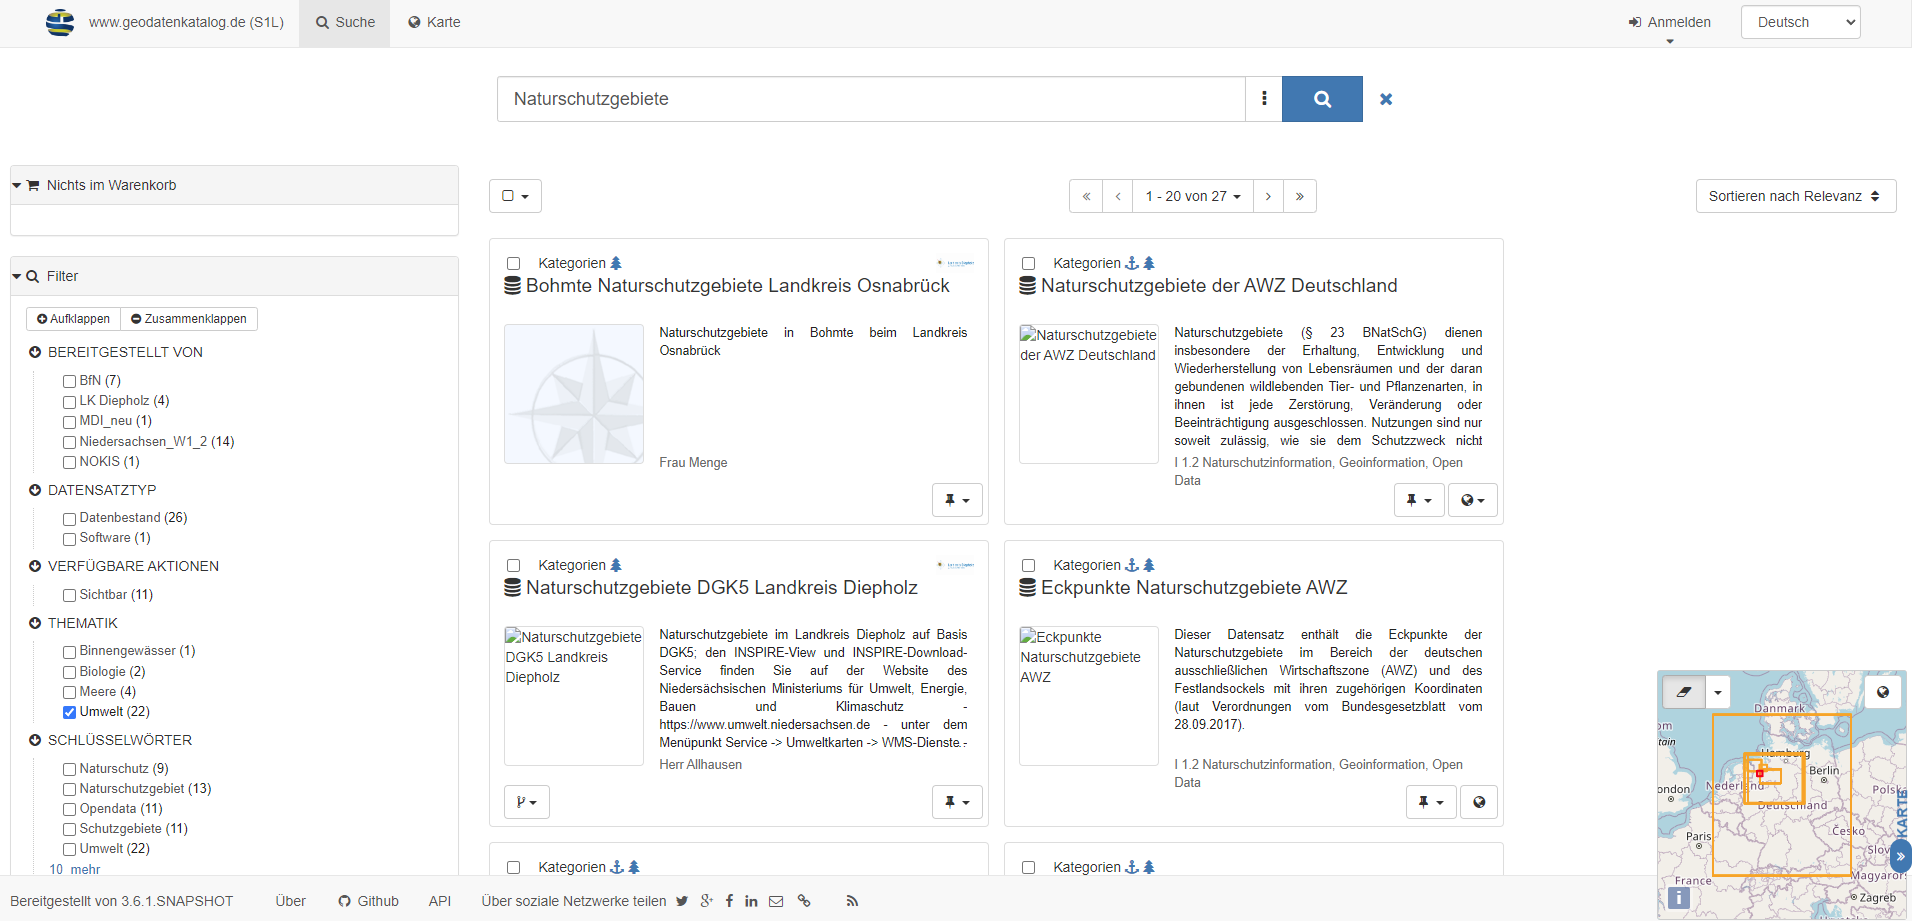 www.geodatenkatalog.de (S1L)
Suche
Karte
Anmelden
Deutsch
Naturschutzgebiete
Nichts im Warenkorb
1 - 20 von 27
Sortieren nach Relevanz
Filter
Aufklappen
Zusammenklappen
BEREITGESTELLT VON
BfN (7)
LK Diepholz (4)
MDI_neu (1)
Niedersachsen_W1_2 (14)
NOKIS (1)
DATENSATZTYP
Datenbestand (26)
Software (1)
VERFÜGBARE AKTIONEN
Sichtbar (11)
THEMATIK
Binnengewässer (1)
Biologie (2)
Meere (4)
Umwelt (22)
SCHLÜSSELWÖRTER
Naturschutz (9)
Naturschutzgebiet (13)
Opendata (11)
Schutzgebiete (11)
Umwelt (22)
10 mehr
Kategorien
Bohmte Naturschutzgebiete Landkreis Osnabrück
Naturschutzgebiete in Bohmte beim Landkreis
Osnabrück
Frau Menge
Kategorien
Naturschutzgebiete der AWZ Deutschland
Naturschutzgebiete
der AWZ Deutschland
Naturschutzgebiete (§ 23 BNatSchG) dienen
insbesondere der Erhaltung, Entwicklung und
Wiederherstellung von Lebensräumen und der daran
gebundenen wildlebenden Tier- und Pflanzenarten, in
ihnen ist jede Zerstörung, Veränderung oder
Beeinträchtigung ausgeschlossen. Nutzungen sind nur
soweit zulässig, wie sie dem Schutzzweck nicht
I 1.2 Naturschutzinformation, Geoinformation, Open
Data
Kategorien
Naturschutzgebiete DGK5 Landkreis Diepholz
Naturschutzgebiete
DGK5 Landkreis
Diepholz
Naturschutzgebiete im Landkreis Diepholz auf Basis
DGK5; den INSPIRE-View und INSPIRE-Download-
Service finden Sie auf der Website des
Niedersächsischen Ministeriums für Umwelt, Energie,
Bauen und Klimaschutz -
https://www.umwelt.niedersachsen.de - unter dem
Menüpunkt Service -> Umweltkarten -> WMS-Dienste.-
Herr Allhausen
Kategorien
Eckpunkte Naturschutzgebiete AWZ
Eckpunkte
Naturschutzgebiete
AWZ
Dieser Datensatz enthält die Eckpunkte der
Naturschutzgebiete im Bereich der deutschen
ausschließlichen Wirtschaftszone (AWZ) und des
Festlandsockels mit ihren zugehörigen Koordinaten
(laut Verordnungen vom Bundesgesetzblatt vom
28.09.2017).
I 1.2 Naturschutzinformation, Geoinformation, Open
Data
Kategorien
Kategorien
Danmark
Hamburg
Berlin
Nederland
Polska
ondon
Deutschland
Paris
Česko
France
Magyarors
Zagreb
KARTE
i
Bereitgestellt von 3.6.1.SNAPSHOT
Über
Github
API
Über soziale Netzwerke teilen